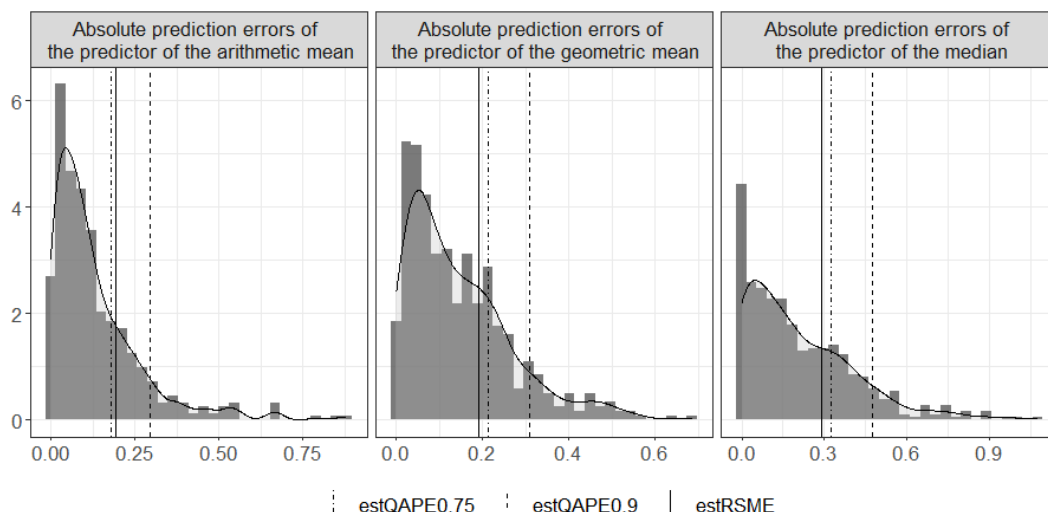 Absolute prediction errors of
the predictor of the arithmetic mean
Absolute prediction errors of
the predictor of the geometric mean
Absolute prediction errors of
the predictor of the median
6
4
2
0
0.00 0.25 0.50 0.75
0.0 0.2 0.4 0.6
0.0 0.3 0.6 0.9
estQAPE0.75 estQAPE0.9 estRSME